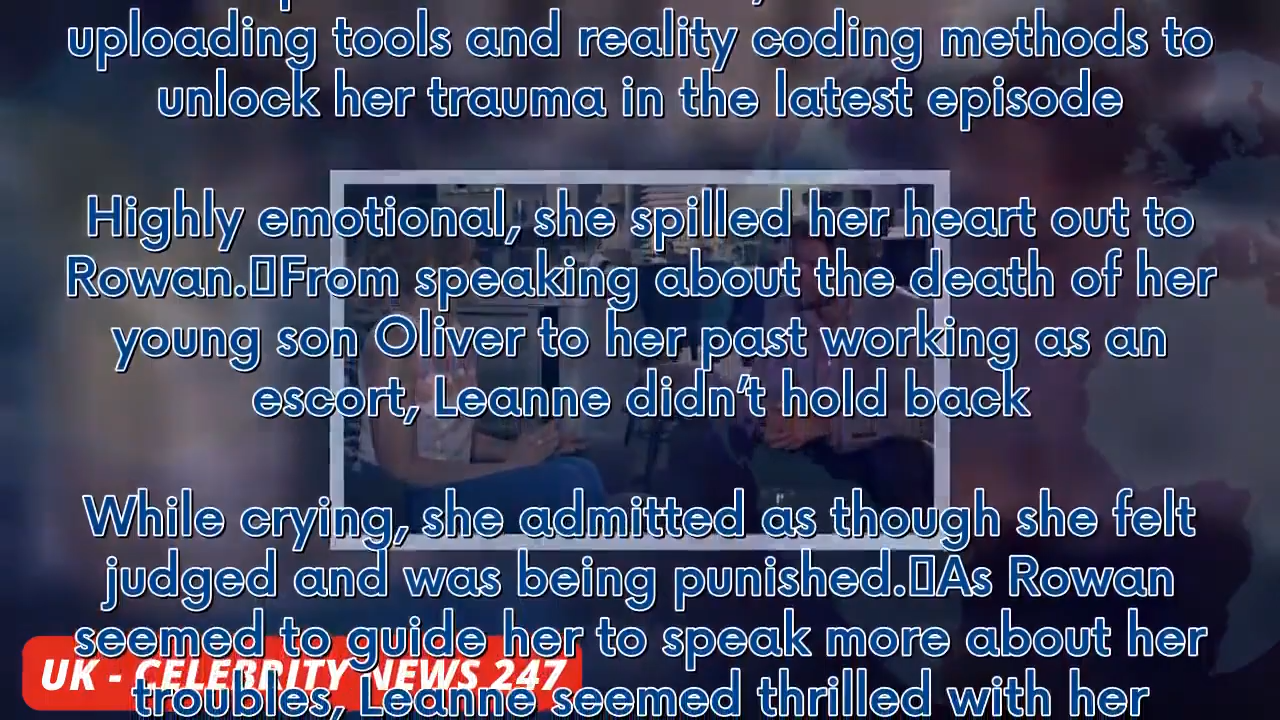 uploading tools and reality coding methods to
unlock her trauma in the latest episode
Highly emotional, she spilled her heart out to
Rowan.▯From speaking about the death of her
young son Oliver to her past working as an
escort, Leanne didn’t hold back
While crying, she admitted as though she felt
judged and was being punished.▯As Rowan
seemed to guide her to speak more about her
troubles, Leanne seemed thrilled with her
UK - CELEBRITY NEWS 247